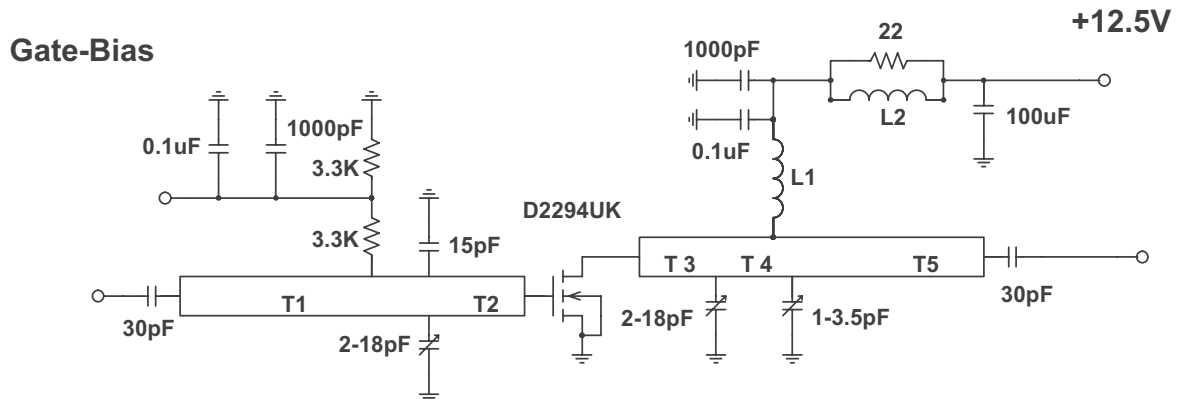 +12.5V
22
Gate-Bias
1000pF
L2
100uF
1000pF
0.1uF
0.1uF
3.3K
L1
D2294UK
3.3K
15pF
T 3
T 4
T5
T1
T2
30pF
2-18pF
1-3.5pF
30pF
2-18pF